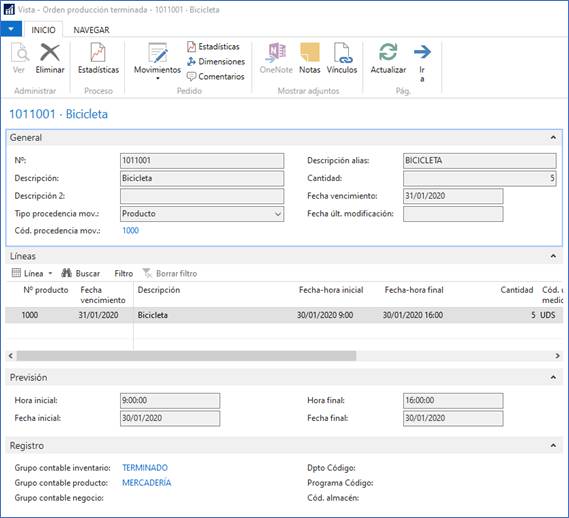 Vista - Orden producción terminada - 1011001 · Bicicleta
INICIO NAVEGAR
Ver Eliminar Estadísticas Movimientos Estadísticas Dimensiones Comentarios OneNote Notas Vínculos Actualizar Ir a
Administrar Proceso Pedido Mostrar adjuntos Pág.
1011001 · Bicicleta
General
Nº: 1011001 Descripción alias: BICICLETA
Descripción: Bicicleta Cantidad: 5
Descripción 2: Fecha vencimiento: 31/01/2020
Tipo procedencia mov.: Producto Fecha últ. modificación:
Cód. procedencia mov.: 1000
Líneas
Línea Buscar Filtro Borrar filtro
Nº producto Fecha vencimiento Descripción Fecha-hora inicial Fecha-hora final Cantidad Cód. u medic
1000 31/01/2020 Bicicleta 30/01/2020 9:00 30/01/2020 16:00 5 UDS
Previsión
Hora inicial: 9:00:00 Hora final: 16:00:00
Fecha inicial: 30/01/2020 Fecha final: 30/01/2020
Registro
Grupo contable inventario: TERMINADO Dpto Código:
Grupo contable producto: MERCADERÍA Programa Código:
Grupo contable negocio: Cód. almacén: